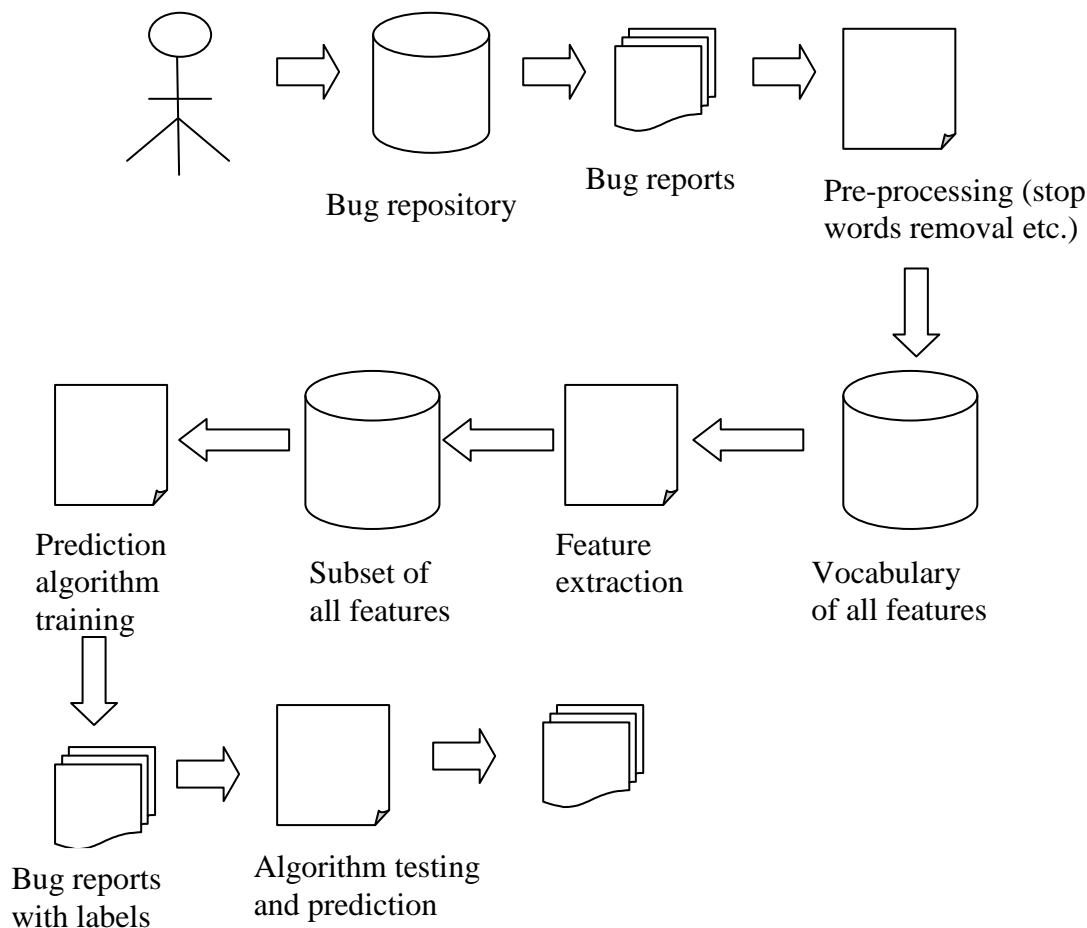 Bug repository
Bug reports
Pre-processing (stop
words removal etc.)
Vocabulary
of all features
Feature
extraction
Subset of
all features
Prediction
algorithm
training
Bug reports
with labels
Algorithm testing
and prediction